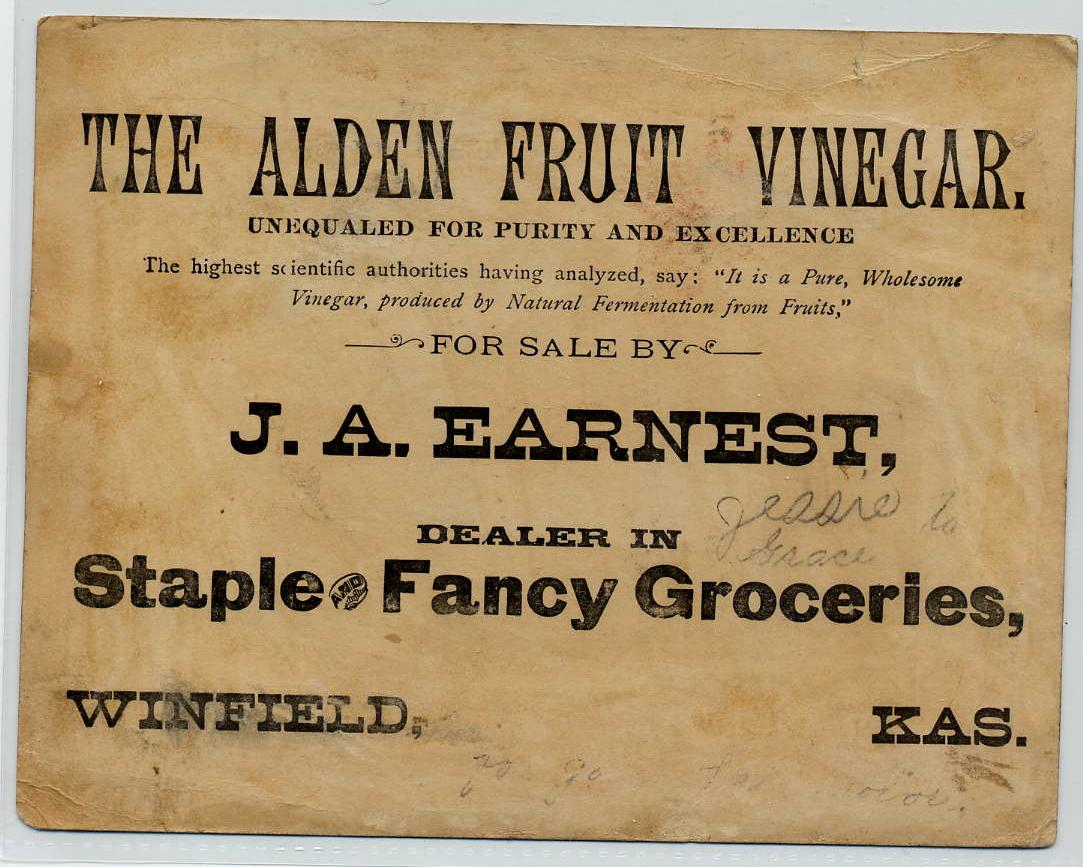 THE ALDEN FRUIT VINEGAR.
UNEQUALED FOR PURITY AND EXCELLENCE
The highest scientific authorities having analyzed, say: "It is a Pure, Wholesome
Vinegar, produced by Natural Fermentation from Fruits,"
FOR SALE BY
J. A. EARNEST,
Jessie to
Grace
DEALER IN
Staple AND Fancy Groceries,
WINFIELD, KAS.